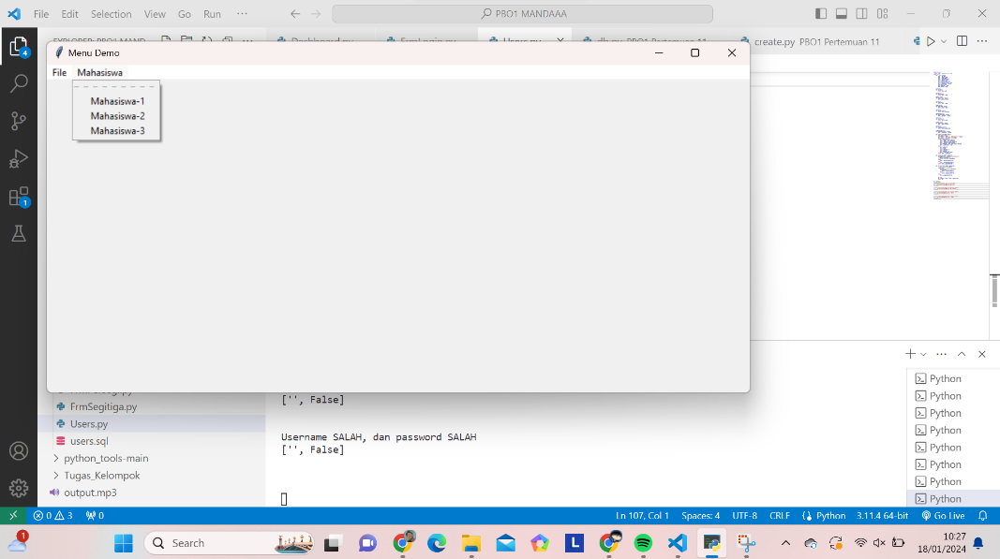 File Edit Selection View Go Run ···
PBO1 MANDAAA
create.py PBO1 Pertemuan 11
Menu Demo
File Mahasiswa
Mahasiswa-1
Mahasiswa-2
Mahasiswa-3
4
1
FrmSegitiga.py
Users.py
users.sql
python_tools-main
Tugas_Kelompok
output.mp3
['', False]
Username SALAH, dan password SALAH
['', False]
Python
Python
Python
Python
Python
Python
Python
Python
0 3 0
Ln 107, Col 1 Spaces: 4 UTF-8 CRLF Python 3.11.4 64-bit Go Live
1
Search
L
10:27
18/01/2024